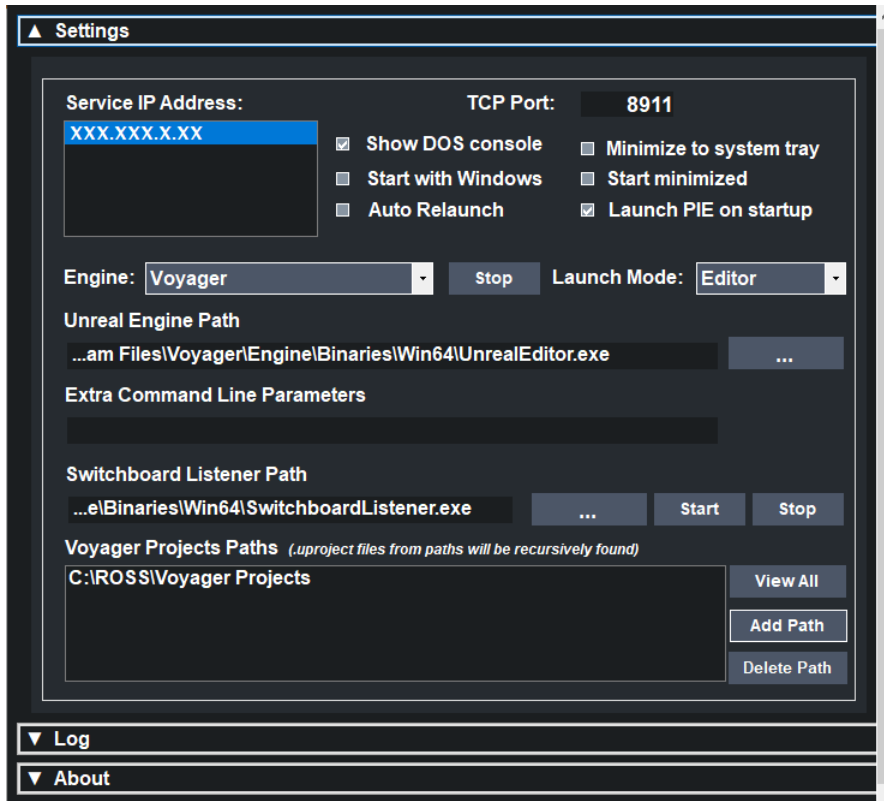 ▲ Settings
Service IP Address: TCP Port: 8911
XXX.XXX.X.XX
Show DOS console Minimize to system tray
Start with Windows Start minimized
Auto Relaunch Launch PIE on startup
Engine: Voyager Stop Launch Mode: Editor
Unreal Engine Path
...am Files\Voyager\Engine\Binaries\Win64\UnrealEditor.exe ...
Extra Command Line Parameters
Switchboard Listener Path
...e\Binaries\Win64\SwitchboardListener.exe ... Start Stop
Voyager Projects Paths (.uproject files from paths will be recursively found)
C:\ROSS\Voyager Projects View All
Add Path
Delete Path
▼ Log
▼ About